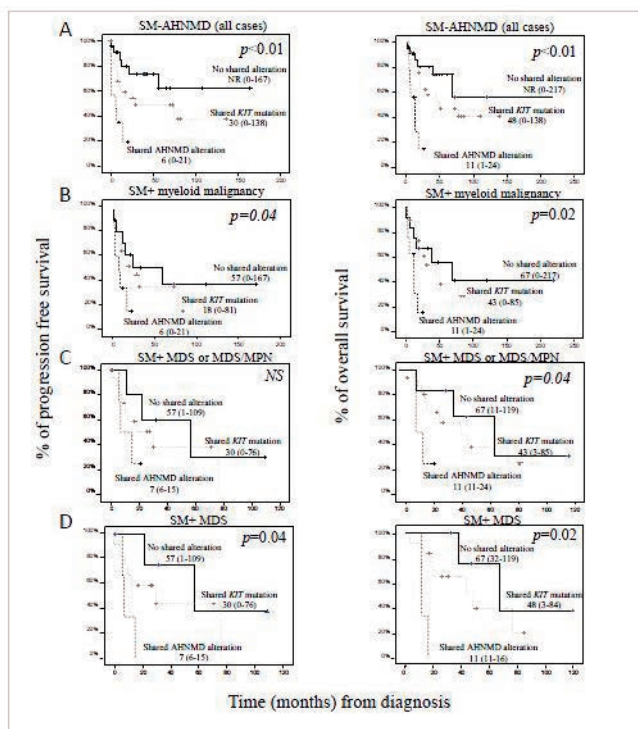 A
SM-AHNMD (all cases)
p<0.01
No shared alteration
NR (0-167)
Shared KIT mutation
30 (0-138)
Shared AHNMD alteration
6 (0-21)
p<0.01
No shared alteration
NR (0-217)
Shared KIT mutation
48 (0-138)
Shared AHNMD alteration
11 (1-24)
B
SM+ myeloid malignancy
p=0.04
No shared alteration
57 (0-167)
Shared KIT mutation
18 (0-81)
Shared AHNMD alteration
6 (0-21)
SM+ myeloid malignancy
p=0.02
No shared alteration
67 (0-217)
Shared KIT mutation
43 (0-85)
Shared AHNMD alteration
11 (1-24)
C
SM+ MDS or MDS/MPN
NS
No shared alteration
57 (1-109)
Shared KIT mutation
30 (0-76)
Shared AHNMD alteration
7 (6-15)
SM+ MDS or MDS/MPN
p=0.04
No shared alteration
67 (11-119)
Shared KIT mutation
43 (3-85)
Shared AHNMD alteration
11 (11-24)
D
SM+ MDS
p=0.04
No shared alteration
57 (1-109)
Shared KIT mutation
30 (0-76)
Shared AHNMD alteration
7 (6-15)
SM+ MDS
p=0.02
No shared alteration
67 (32-119)
Shared KIT mutation
48 (3-84)
Shared AHNMD alteration
11 (11-16)
% of progression free survival
% of overall survival
Time (months) from diagnosis